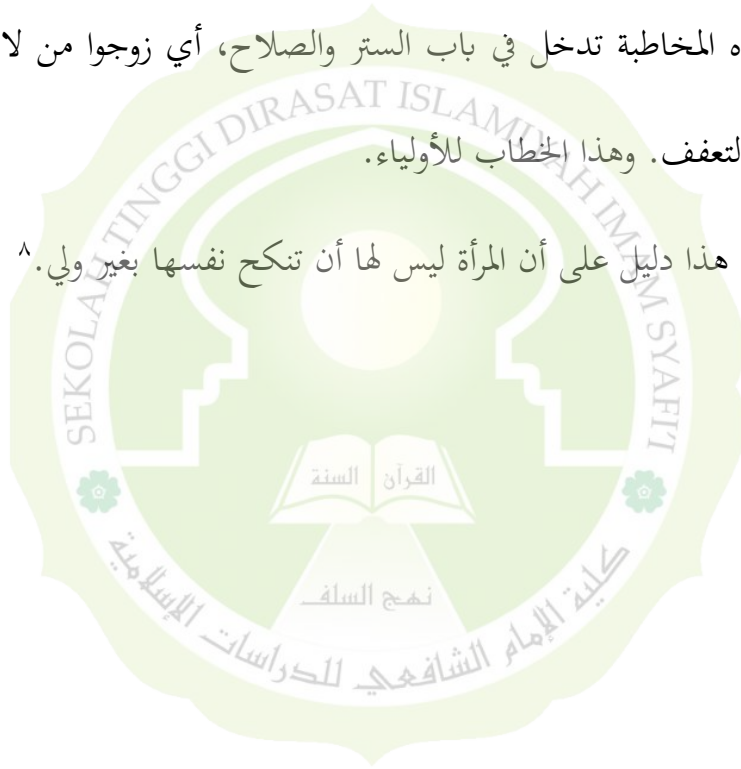 ه المخاطبة تدخل في باب الستر والصلاح، أي زوجوا من لا
لتعفف. وهذا الخطاب للأولياء.
هذا دليل على أن المرأة ليس لها أن تنكح نفسها بغير ولي.٨
SEKOLAH TINGGI DIRASAT ISLAMIYAH IMAM SYAFI'I
القرآن السنة
نهج السلف
كلية الإمام الشافعي للدراسات الإسلامية